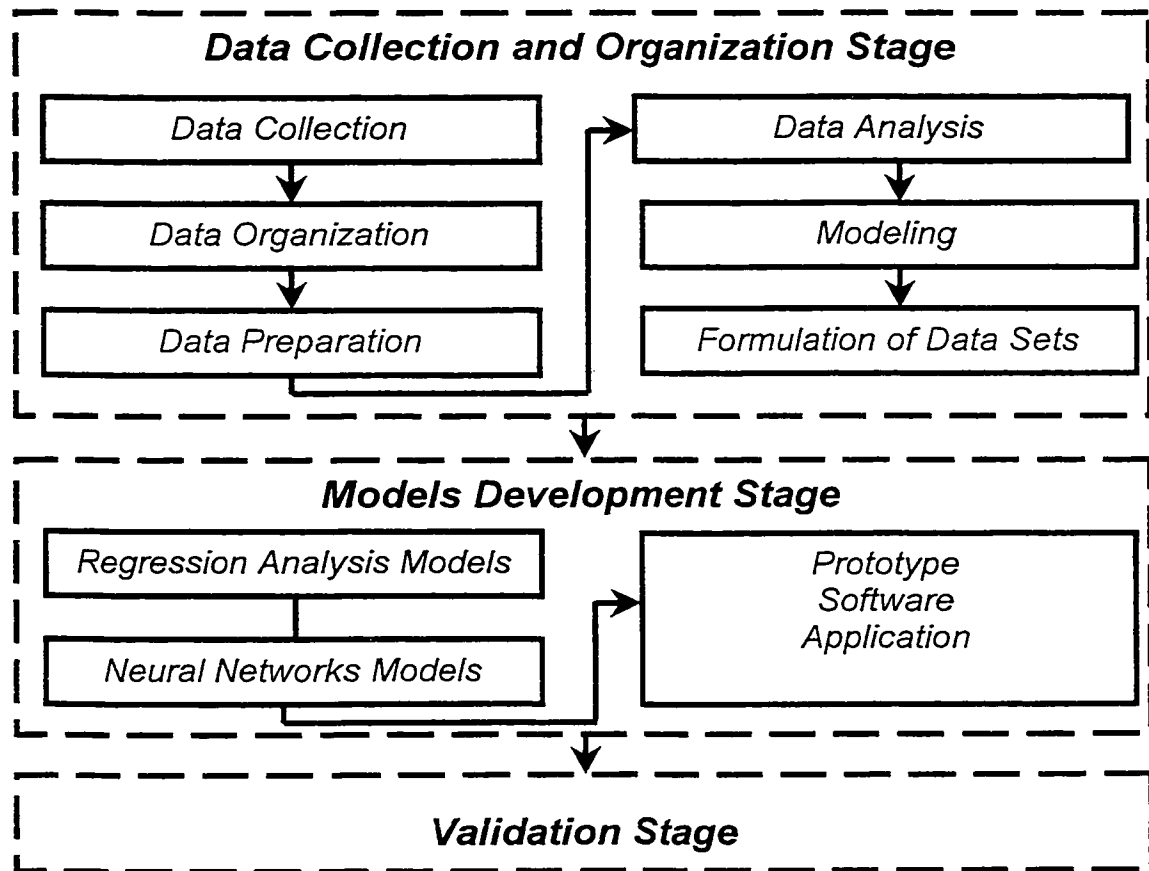 Data Collection and Organization Stage
Data Collection
Data Organization
Data Preparation
Data Analysis
Modeling
Formulation of Data Sets
Models Development Stage
Regression Analysis Models
Neural Networks Models
Prototype
Software
Application
Validation Stage